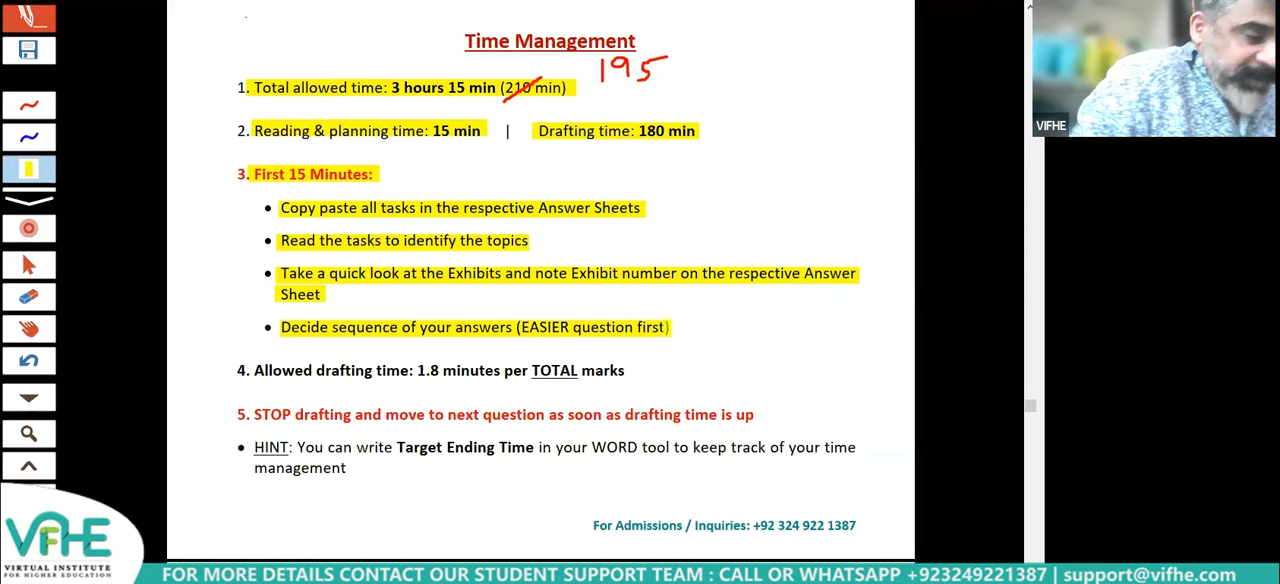 Time Management
195
1. Total allowed time: 3 hours 15 min (210 min)
2. Reading & planning time: 15 min | Drafting time: 180 min
3. First 15 Minutes:
• Copy paste all tasks in the respective Answer Sheets
• Read the tasks to identify the topics
• Take a quick look at the Exhibits and note Exhibit number on the respective Answer
Sheet
• Decide sequence of your answers (EASIER question first)
4. Allowed drafting time: 1.8 minutes per TOTAL marks
5. STOP drafting and move to next question as soon as drafting time is up
• HINT: You can write Target Ending Time in your WORD tool to keep track of your time
management
For Admissions / Inquiries: +92 324 922 1387
VIFHE
VIFHE
VIRTUAL INSTITUTE
FOR HIGHER EDUCATION
FOR MORE DETAILS CONTACT OUR STUDENT SUPPORT TEAM : CALL OR WHATSAPP +923249221387 | support@vifhe.com